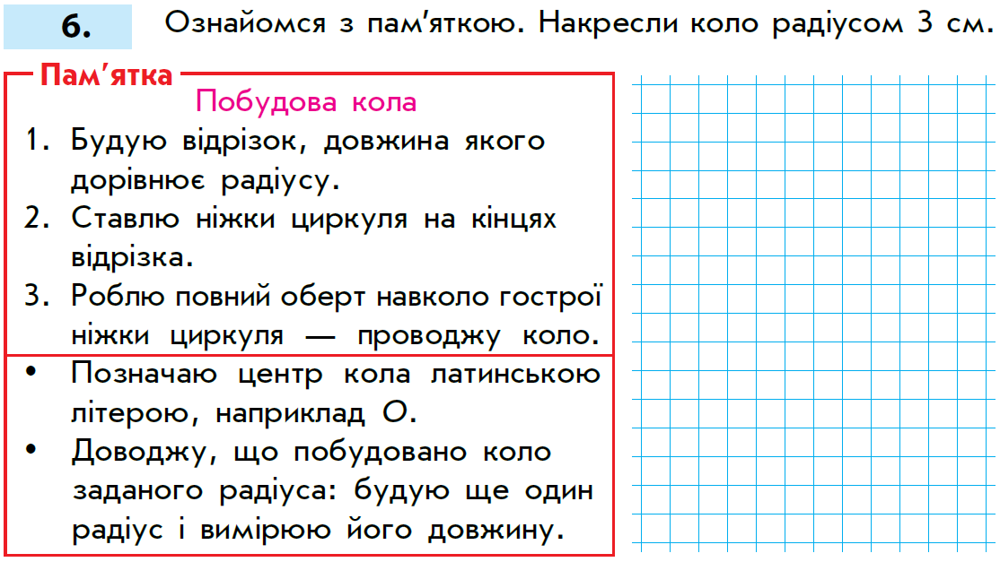 6. Ознайомся з пам’яткою. Накресли коло радіусом 3 см.
Пам’ятка
Побудова кола
1. Будую відрізок, довжина якого
дорівнює радіусу.
2. Ставлю ніжки циркуля на кінцях
відрізка.
3. Роблю повний оберт навколо гострої
ніжки циркуля — проводжу коло.
• Позначаю центр кола латинською
літерою, наприклад O.
• Доводжу, що побудовано коло
заданого радіуса: будую ще один
радіус і вимірюю його довжину.